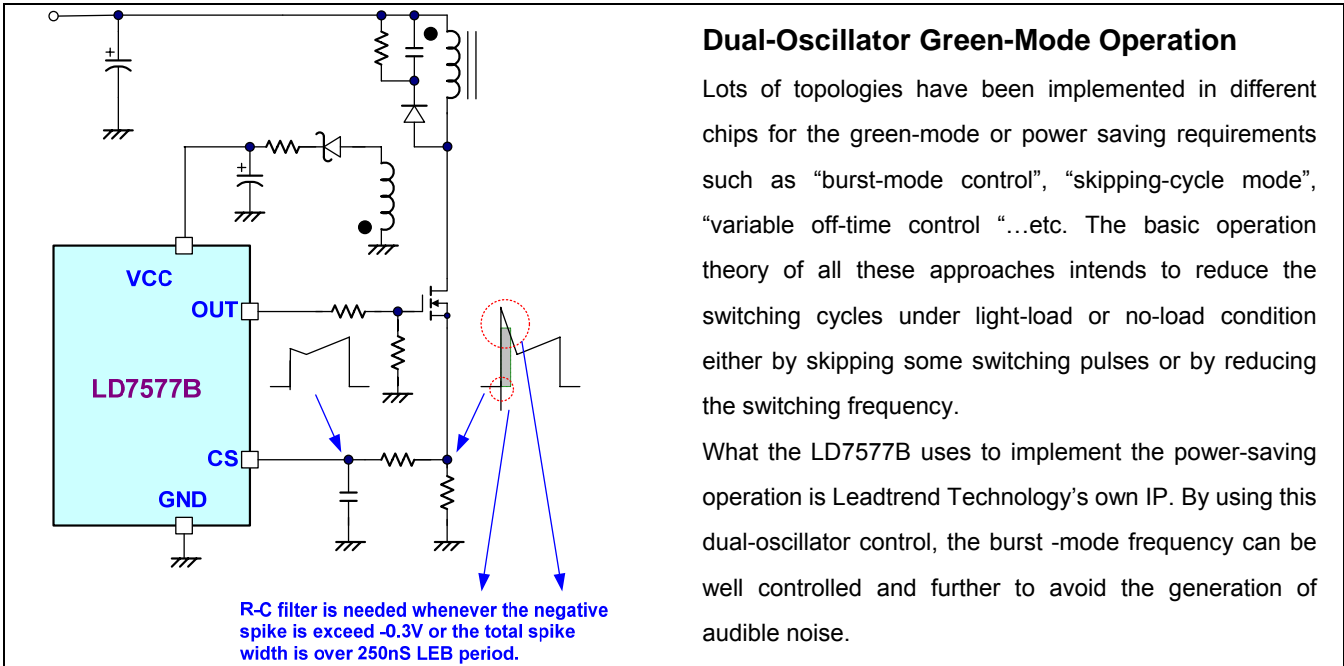 VCC
OUT
LD7577B
CS
GND
+
+
R-C filter is needed whenever the negative
spike is exceed -0.3V or the total spike
width is over 250nS LEB period.
Dual-Oscillator Green-Mode Operation
Lots of topologies have been implemented in different
chips for the green-mode or power saving requirements
such as “burst-mode control”, “skipping-cycle mode”,
“variable off-time control “…etc. The basic operation
theory of all these approaches intends to reduce the
switching cycles under light-load or no-load condition
either by skipping some switching pulses or by reducing
the switching frequency.
What the LD7577B uses to implement the power-saving
operation is Leadtrend Technology’s own IP. By using this
dual-oscillator control, the burst -mode frequency can be
well controlled and further to avoid the generation of
audible noise.